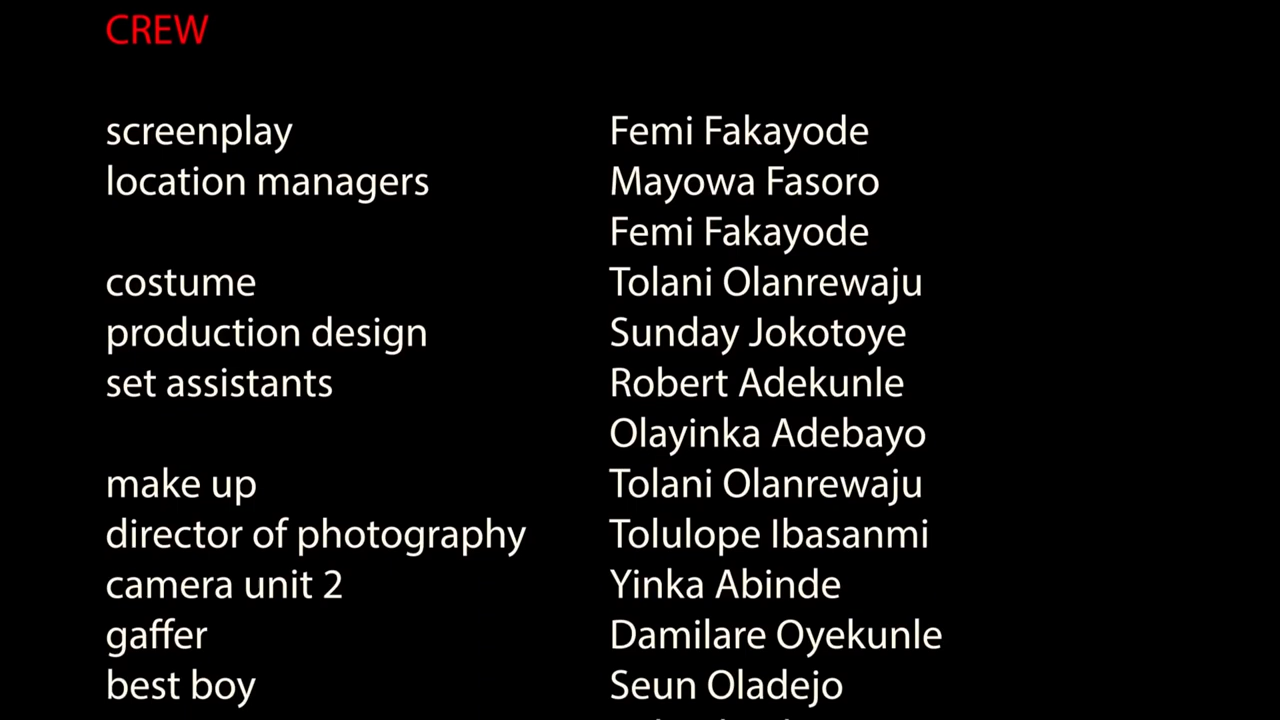 CREW
screenplay Femi Fakayode
location managers Mayowa Fasoro
Femi Fakayode
costume Tolani Olanrewaju
production design Sunday Jokotoye
set assistants Robert Adekunle
Olayinka Adebayo
make up Tolani Olanrewaju
director of photography Tolulope Ibasanmi
camera unit 2 Yinka Abinde
gaffer Damilare Oyekunle
best boy Seun Oladejo